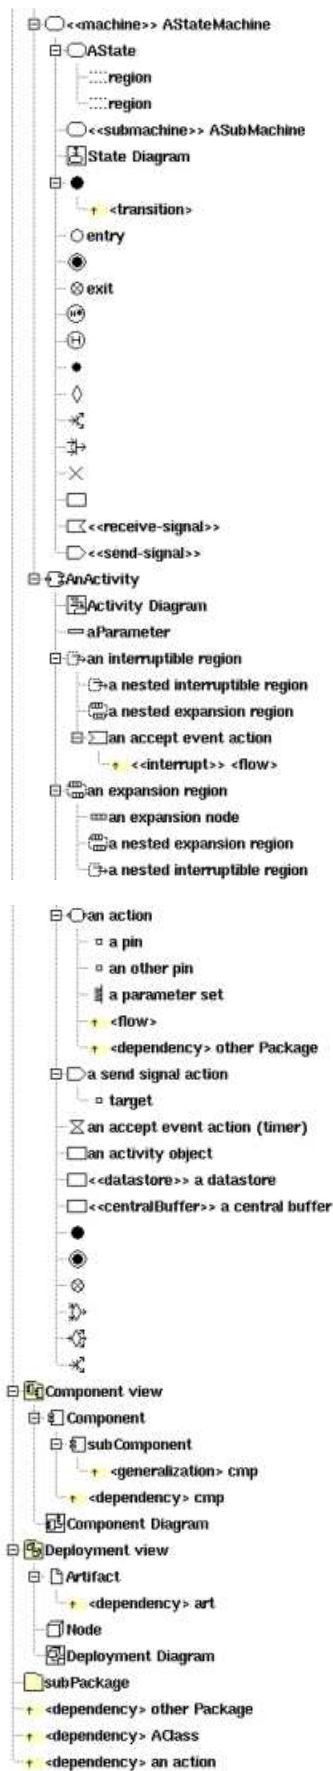 <<machine>> AStateMachine
AState
region
region
<<submachine>> ASubMachine
State Diagram
<transition>
entry
exit
H*
H
<<receive-signal>>
<<send-signal>>
AnActivity
Activity Diagram
aParameter
an interruptible region
a nested interruptible region
a nested expansion region
an accept event action
<<interrupt>> <flow>
an expansion region
an expansion node
a nested expansion region
a nested interruptible region
an action
a pin
an other pin
a parameter set
<flow>
<dependency> other Package
a send signal action
target
an accept event action (timer)
an activity object
<<datastore>> a datastore
<<centralBuffer>> a central buffer
Component view
Component
subComponent
<generalization> cmp
<dependency> cmp
Component Diagram
Deployment view
Artifact
<dependency> art
Node
Deployment Diagram
subPackage
<dependency> other Package
<dependency> AClass
<dependency> an action